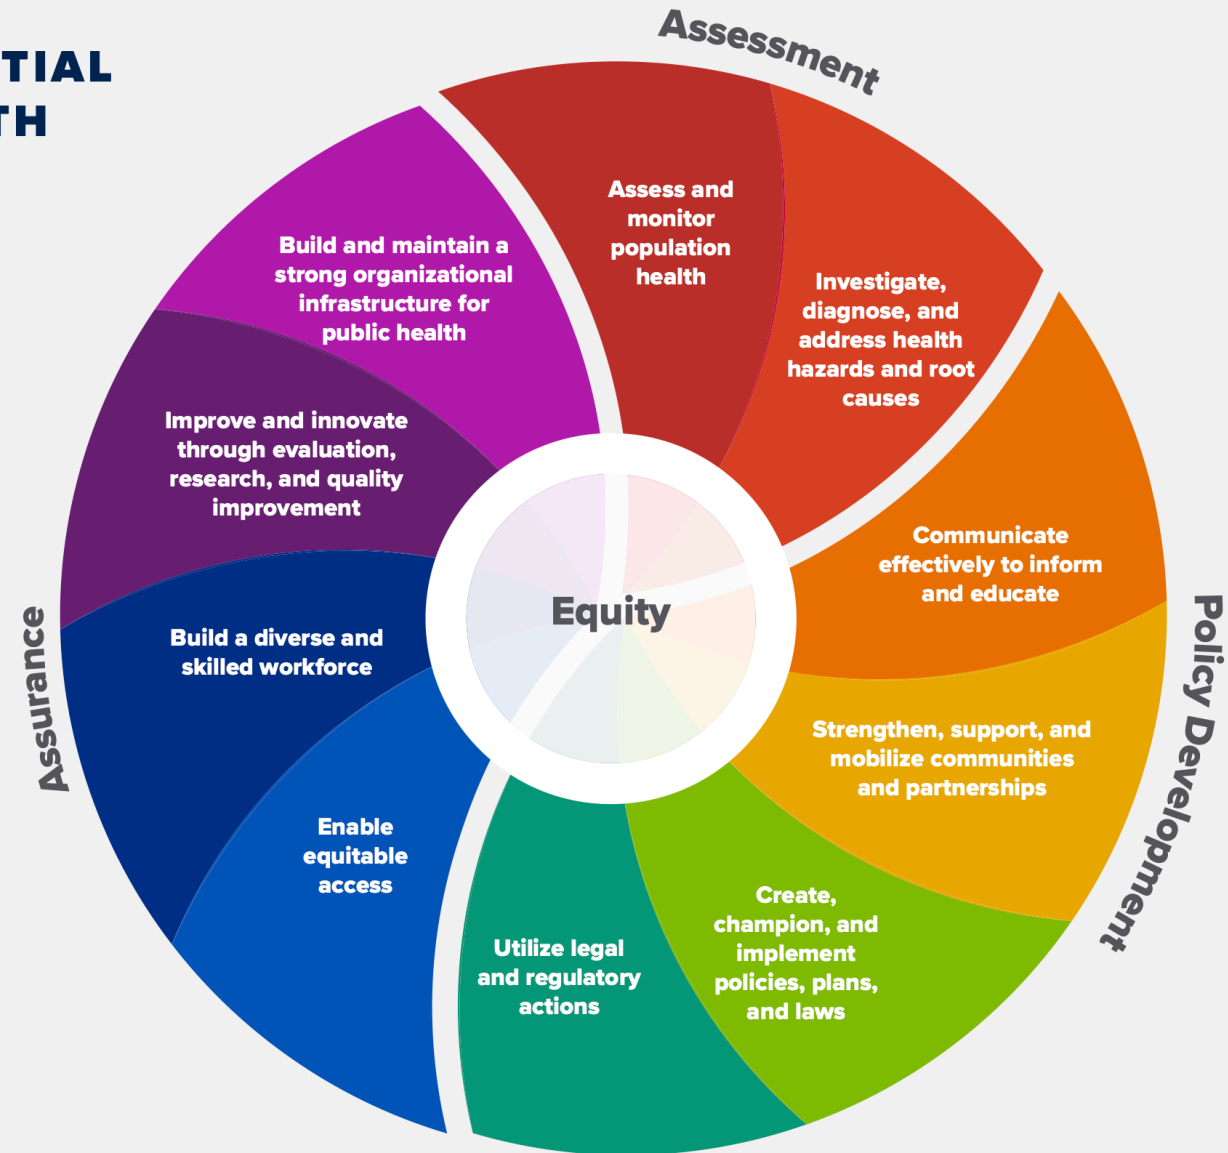 TIAL
TH
Assessment
Assess and
monitor
population
health
Investigate,
diagnose, and
address health
hazards and root
causes
Communicate
effectively to inform
and educate
Strengthen, support, and
mobilize communities
and partnerships
Create,
champion, and
implement
policies, plans,
and laws
Utilize legal
and regulatory
actions
Enable
equitable
access
Build a diverse and
skilled workforce
Improve and innovate
through evaluation,
research, and quality
improvement
Build and maintain a
strong organizational
infrastructure for
public health
Equity
Policy Development
Assurance